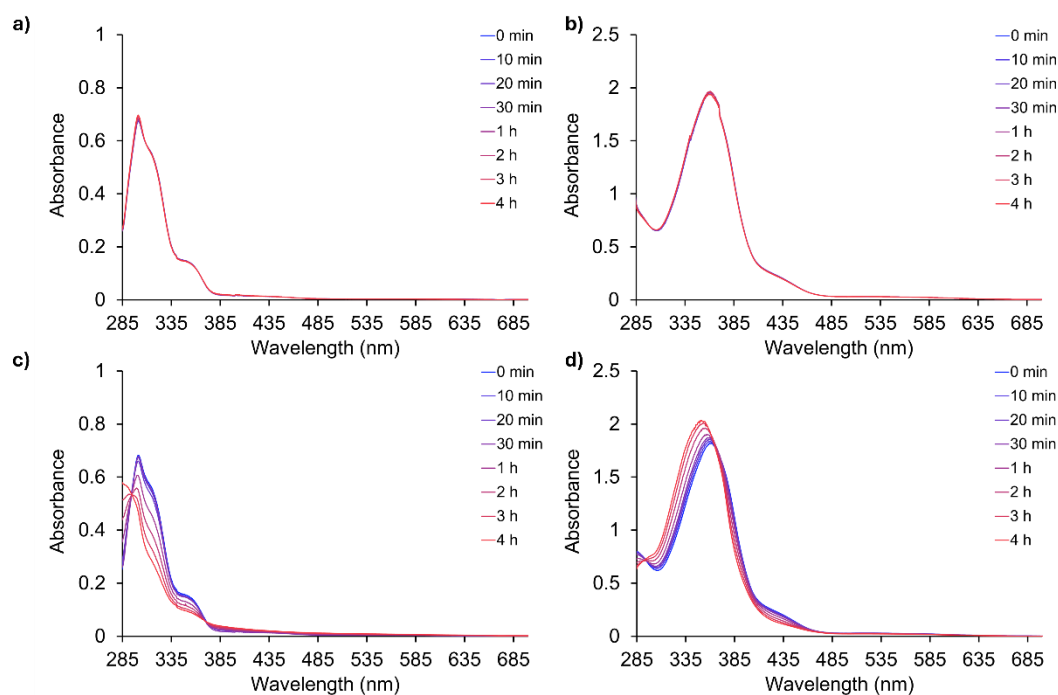 a)
Absorbance
1
0.8
0.6
0.4
0.2
0
285 335 385 435 485 535 585 635 685
Wavelength (nm)
0 min
10 min
20 min
30 min
1 h
2 h
3 h
4 h
b)
Absorbance
2.5
2
1.5
1
0.5
0
285 335 385 435 485 535 585 635 685
Wavelength (nm)
0 min
10 min
20 min
30 min
1 h
2 h
3 h
4 h
c)
Absorbance
1
0.8
0.6
0.4
0.2
0
285 335 385 435 485 535 585 635 685
Wavelength (nm)
0 min
10 min
20 min
30 min
1 h
2 h
3 h
4 h
d)
Absorbance
2.5
2
1.5
1
0.5
0
285 335 385 435 485 535 585 635 685
Wavelength (nm)
0 min
10 min
20 min
30 min
1 h
2 h
3 h
4 h